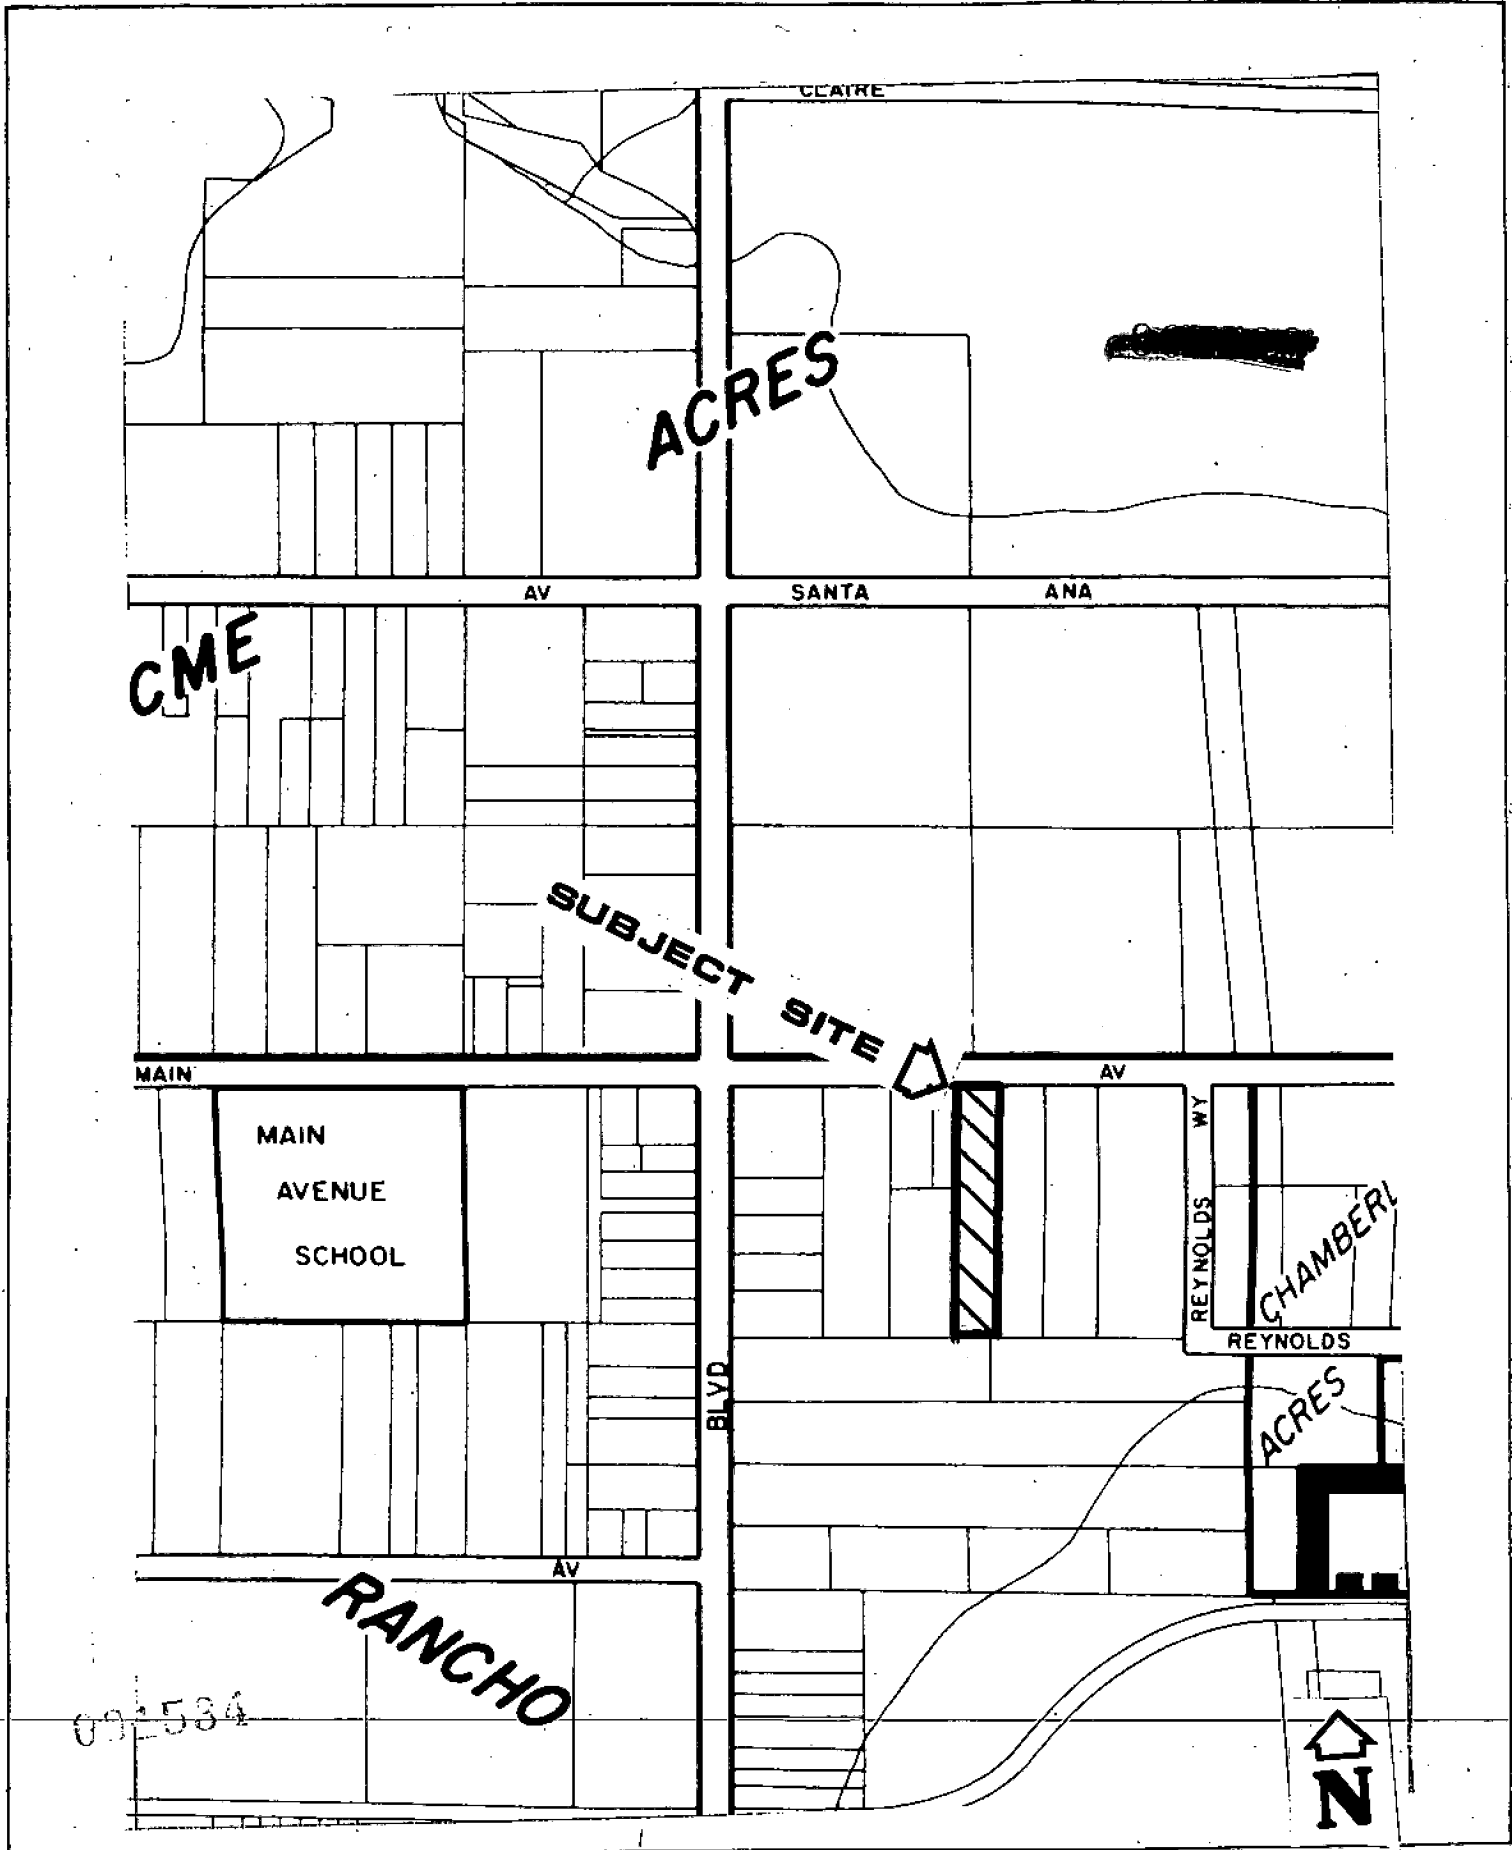 CLAIRE
ACRES
AV SANTA ANA
CME
SUBJECT SITE
MAIN AV
MAIN
AVENUE
SCHOOL
REYNOLDS WY
CHAMBERL
REYNOLDS
BLVD
ACRES
AV
RANCHO
N